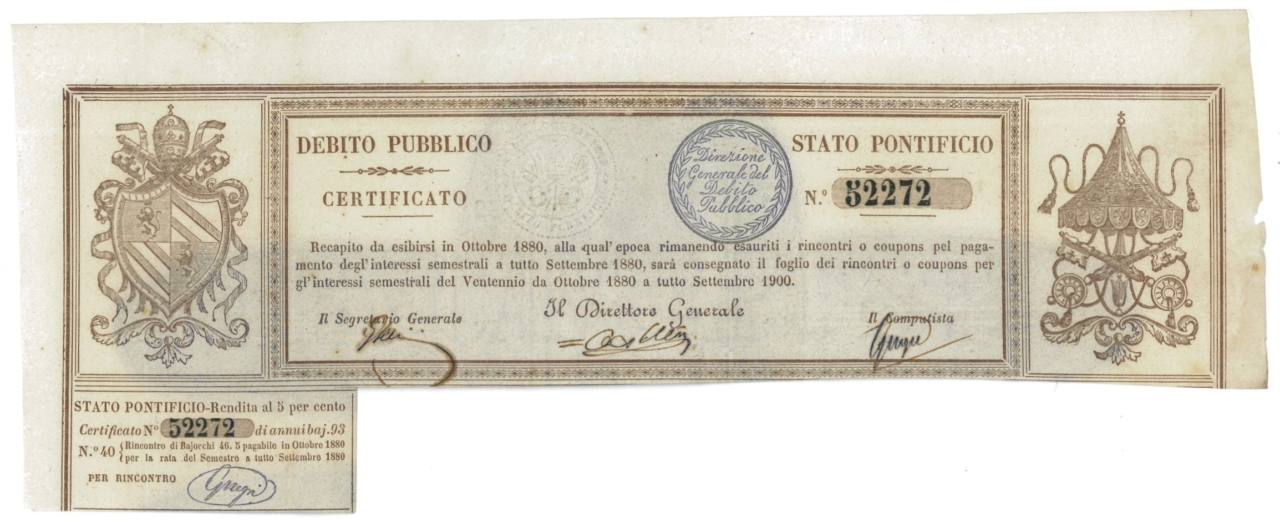 DEBITO PUBBLICO
CERTIFICATO
Direzione
Generale del
Debito
Pubblico
STATO PONTIFICIO
N.º 52272
Recapito da esibirsi in Ottobre 1880, alla qual' epoca rimanendo esauriti i rincontri o coupons pel paga-
mento degl'interessi semestrali a tutto Settembre 1880, sarà consegnato il foglio dei rincontri o coupons per
gl'interessi semestrali del Ventennio da Ottobre 1880 a tutto Settembre 1900.
Il Segretario Generale
Il Direttore Generale
Il Computista
STATO PONTIFICIO-Rendita al 5 per cento
Certificato Nº 52272 di annui baj. 93
N.º 40 { Rincontro di Bajocchi 46. 5 pagabile in Ottobre 1880
per la rata del Semestre a tutto Settembre 1880
PER RINCONTRO